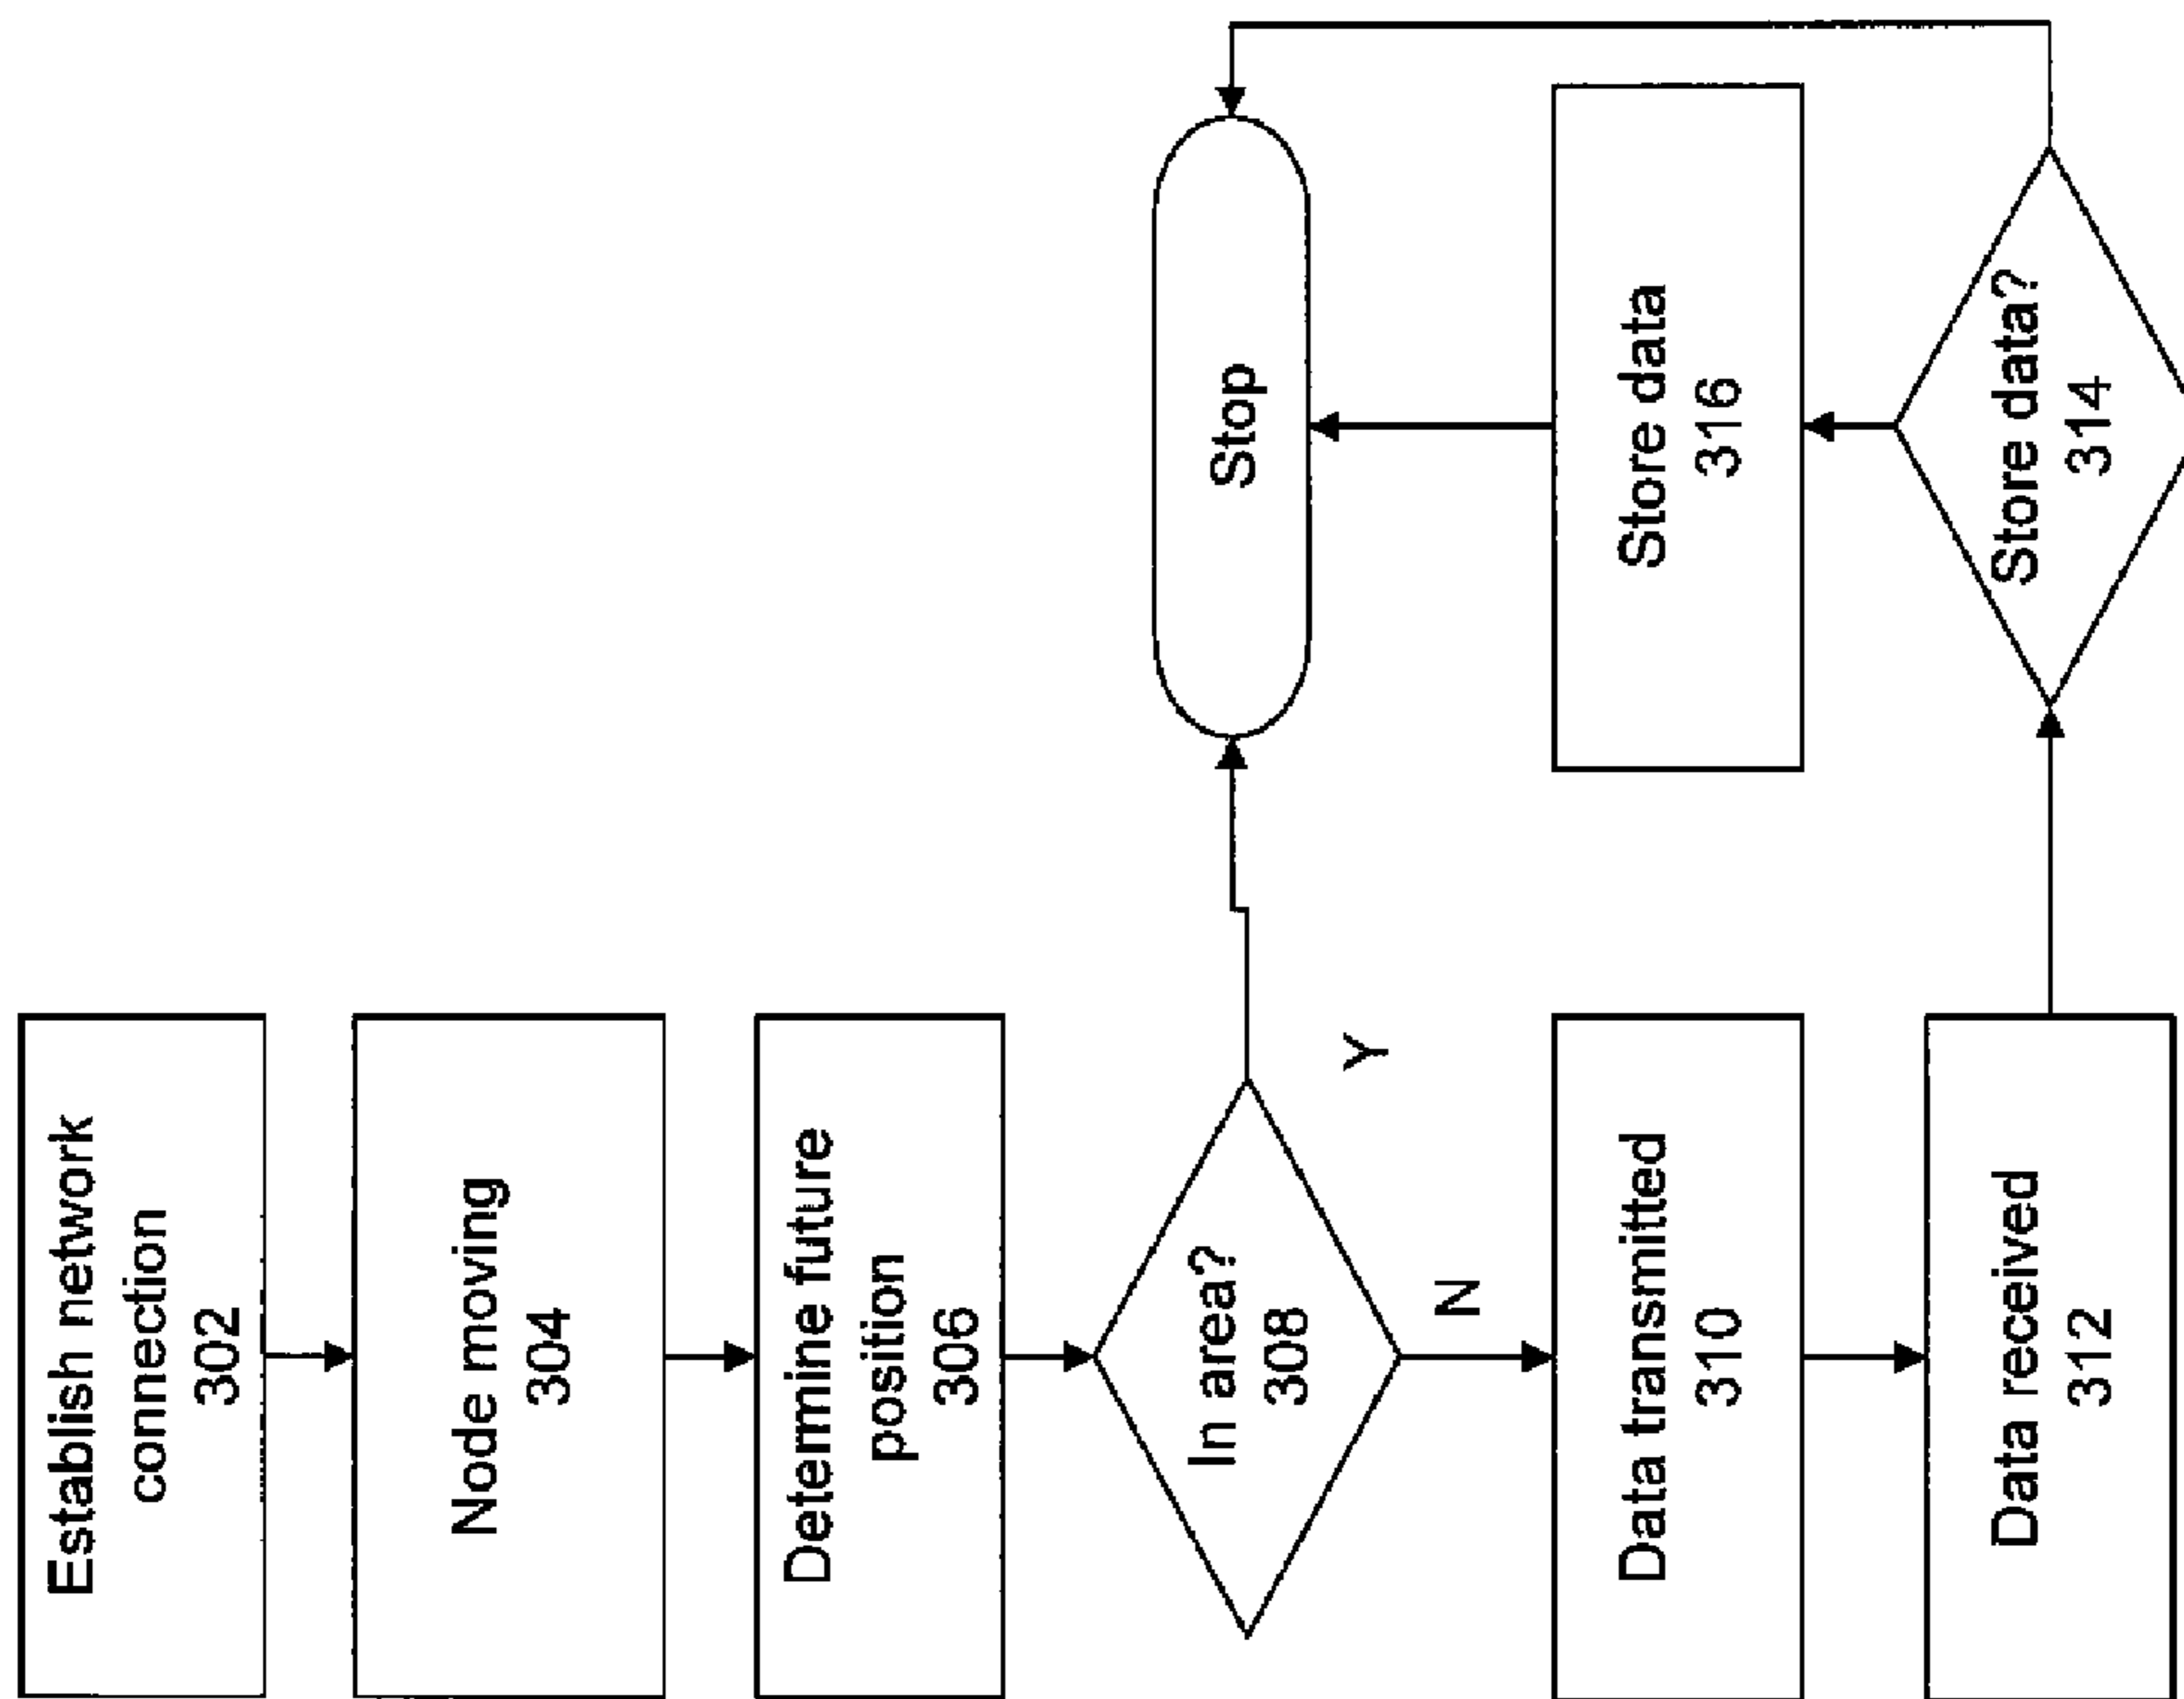 Establish network
connection
302
Node moving
304
Determine future
position
306
In area?
308
Y
N
Data transmitted
310
Data received
312
Store data?
314
Store data
316
Stop